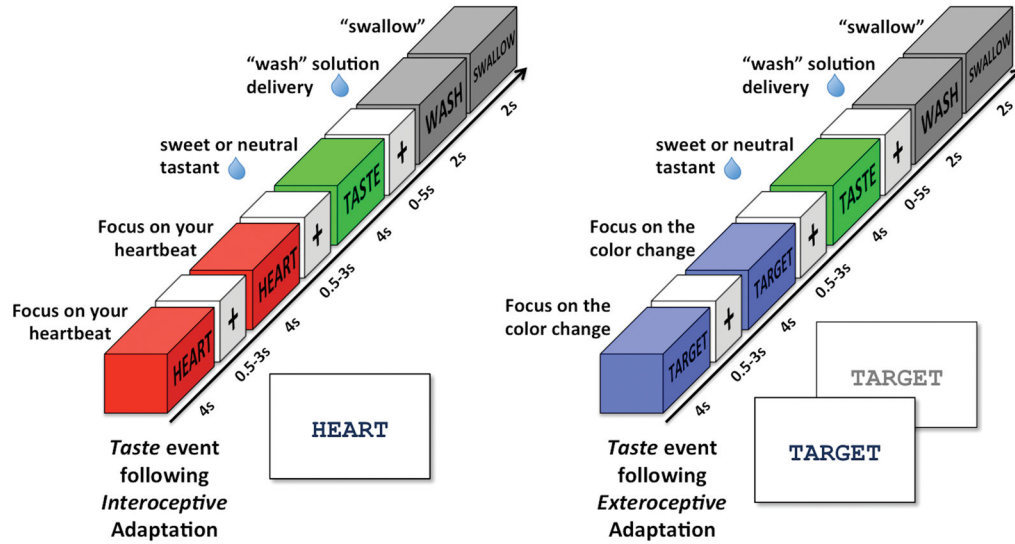 “swallow”
“wash” solution
delivery
sweet or neutral
tastant
Focus on your
heartbeat
Focus on your
heartbeat
HEART
+
HEART
+
TASTE
+
WASH
SWALLOW
4s
0.5-3s
4s
0.5-3s
4s
0-5s
2s
2s
HEART
Taste event
following
Interoceptive
Adaptation
“swallow”
“wash” solution
delivery
sweet or neutral
tastant
Focus on the
color change
Focus on the
color change
TARGET
+
TARGET
+
TASTE
+
WASH
SWALLOW
4s
0.5-3s
4s
0.5-3s
4s
0-5s
2s
2s
TARGET
TARGET
Taste event
following
Exteroceptive
Adaptation